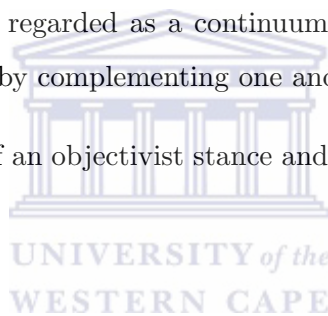 regarded as a continuum
by complementing one and
an objectivist stance and
UNIVERSITY of the
WESTERN CAPE